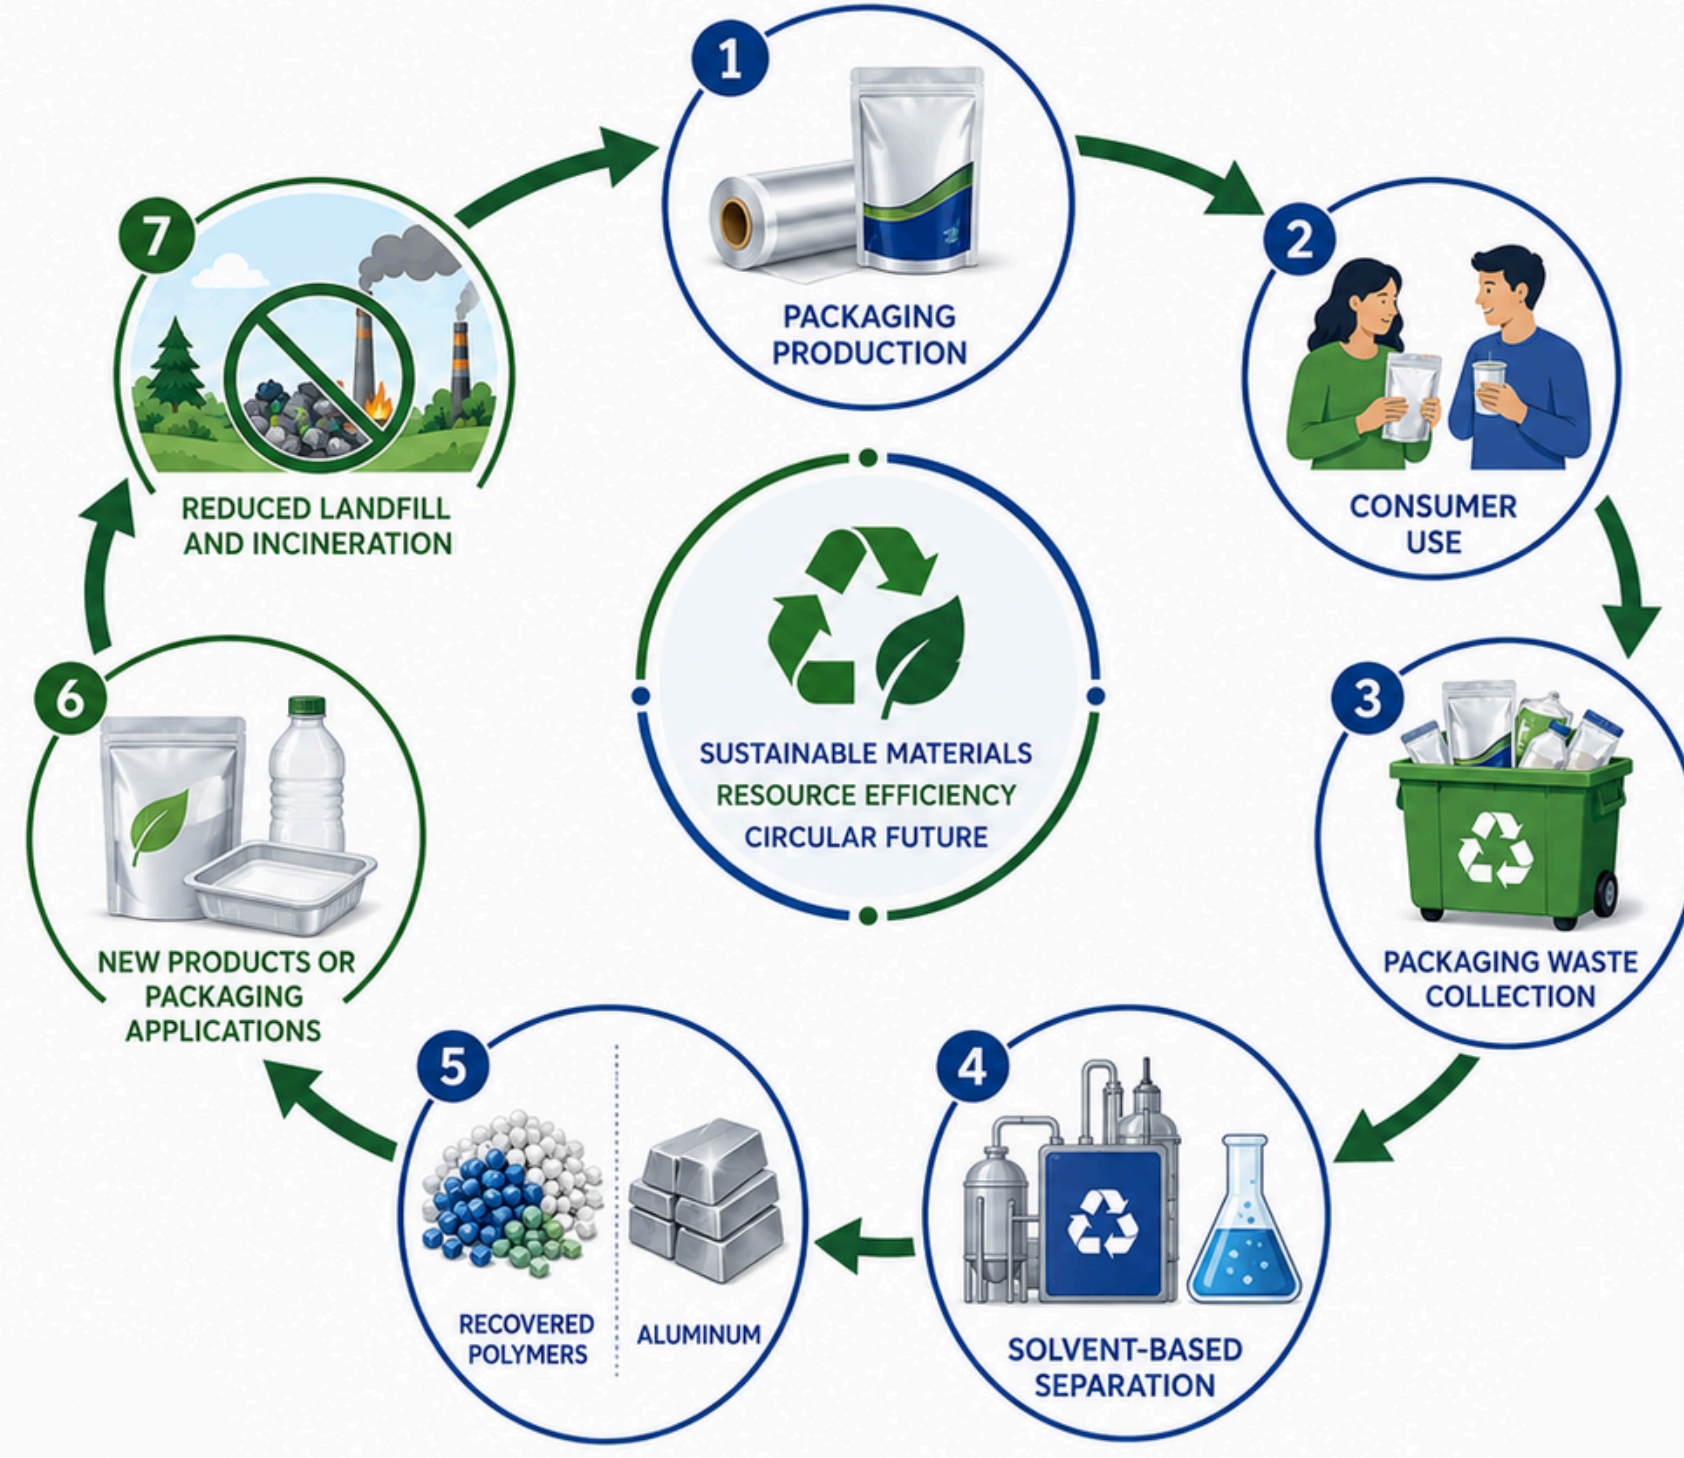 1
PACKAGING
PRODUCTION
2
CONSUMER
USE
3
PACKAGING WASTE
COLLECTION
4
SOLVENT-BASED
SEPARATION
5
RECOVERED
POLYMERS
ALUMINUM
6
NEW PRODUCTS OR
PACKAGING
APPLICATIONS
7
REDUCED LANDFILL
AND INCINERATION
SUSTAINABLE MATERIALS
RESOURCE EFFICIENCY
CIRCULAR FUTURE